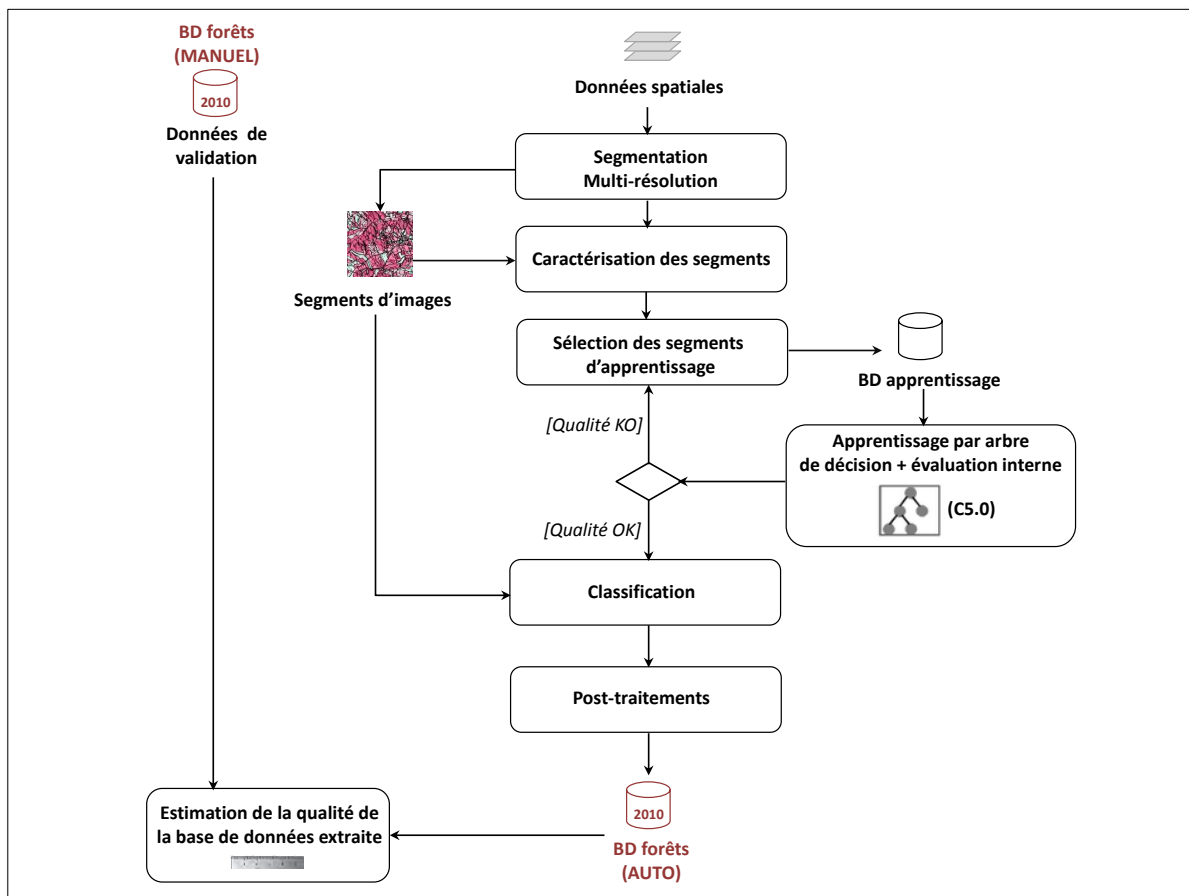 BD forêts
(MANUEL)
2010
Données de
validation
Données spatiales
Segmentation
Multi-résolution
Caractérisation des segments
Segments d’images
Sélection des segments
d’apprentissage
BD apprentissage
[Qualité KO]
Apprentissage par arbre
de décision + évaluation interne
(C5.0)
[Qualité OK]
Classification
Post-traitements
Estimation de la qualité de
la base de données extraite
2010
BD forêts
(AUTO)